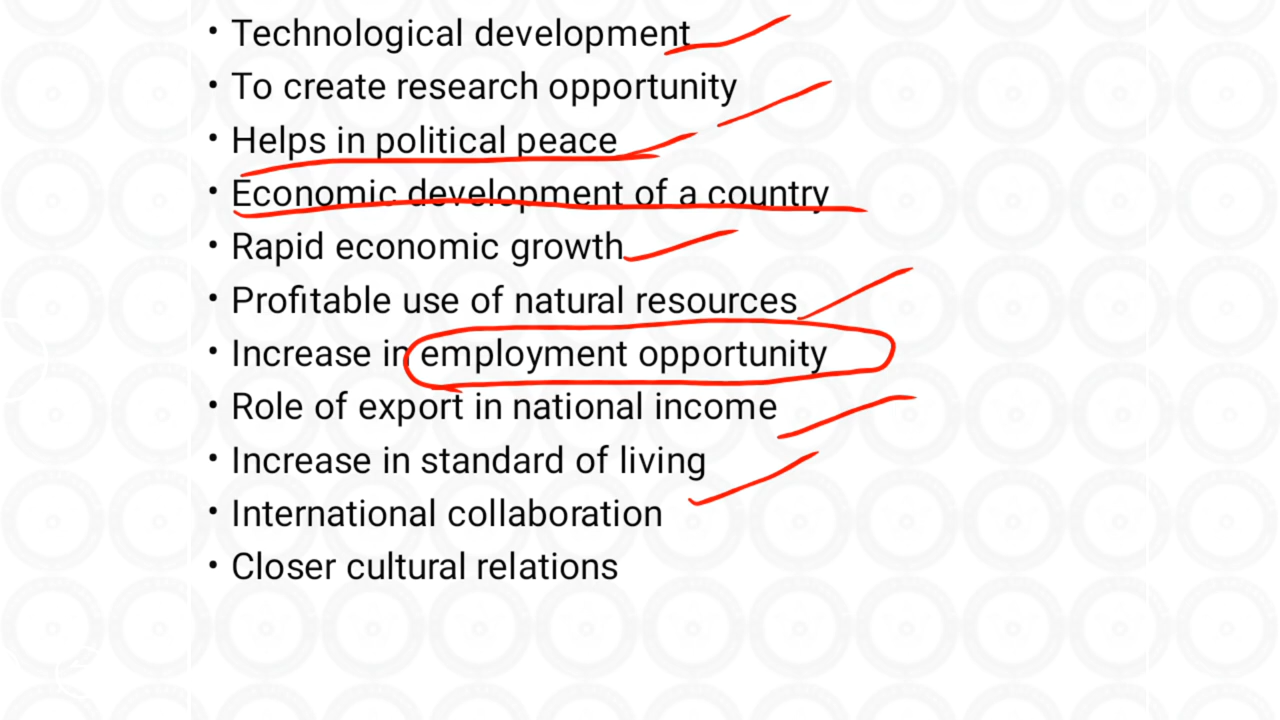 • Technological development
• To create research opportunity
• Helps in political peace
• Economic development of a country
• Rapid economic growth
• Profitable use of natural resources
• Increase in employment opportunity
• Role of export in national income
• Increase in standard of living
• International collaboration
• Closer cultural relations